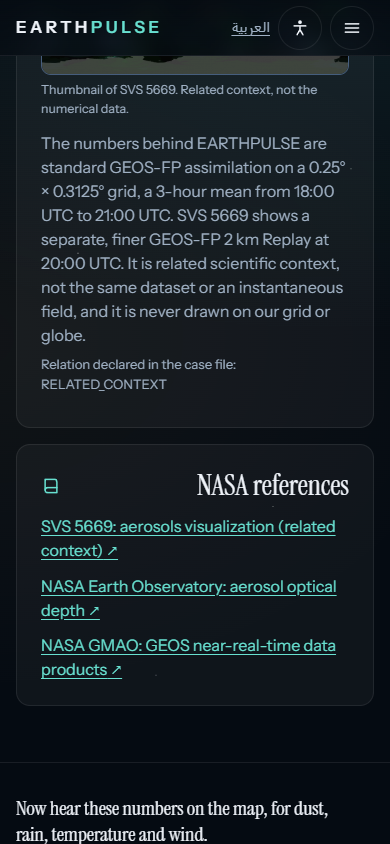 EARTHPULSE
العربية
Thumbnail of SVS 5669. Related context, not the
numerical data.
The numbers behind EARTHPULSE are
standard GEOS-FP assimilation on a 0.25°
× 0.3125° grid, a 3-hour mean from 18:00
UTC to 21:00 UTC. SVS 5669 shows a
separate, finer GEOS-FP 2 km Replay at
20:00 UTC. It is related scientific context,
not the same dataset or an instantaneous
field, and it is never drawn on our grid or
globe.
Relation declared in the case file:
RELATED_CONTEXT
NASA references
SVS 5669: aerosols visualization (related
context) ↗
NASA Earth Observatory: aerosol optical
depth ↗
NASA GMAO: GEOS near-real-time data
products ↗
Now hear these numbers on the map, for dust,
rain, temperature and wind.